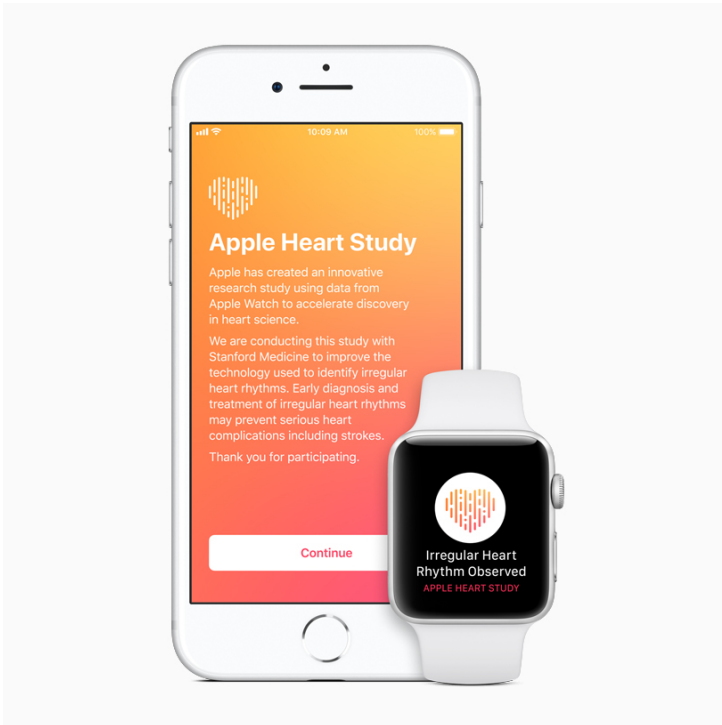 10:09 AM
100%
Apple Heart Study
Apple has created an innovative
research study using data from
Apple Watch to accelerate discovery
in heart science.
We are conducting this study with
Stanford Medicine to improve the
technology used to identify irregular
heart rhythms. Early diagnosis and
treatment of irregular heart rhythms
may prevent serious heart
complications including strokes.
Thank you for participating.
Continue
Irregular Heart
Rhythm Observed
APPLE HEART STUDY